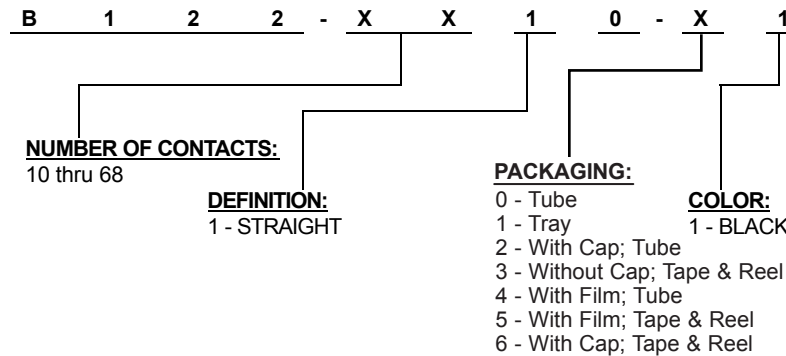 B 1 2 2 - X X 1 0 - X 1
NUMBER OF CONTACTS:
10 thru 68
DEFINITION:
1 - STRAIGHT
PACKAGING:
0 - Tube
1 - Tray
2 - With Cap; Tube
3 - Without Cap; Tape & Reel
4 - With Film; Tube
5 - With Film; Tape & Reel
6 - With Cap; Tape & Reel
COLOR:
1 - BLACK